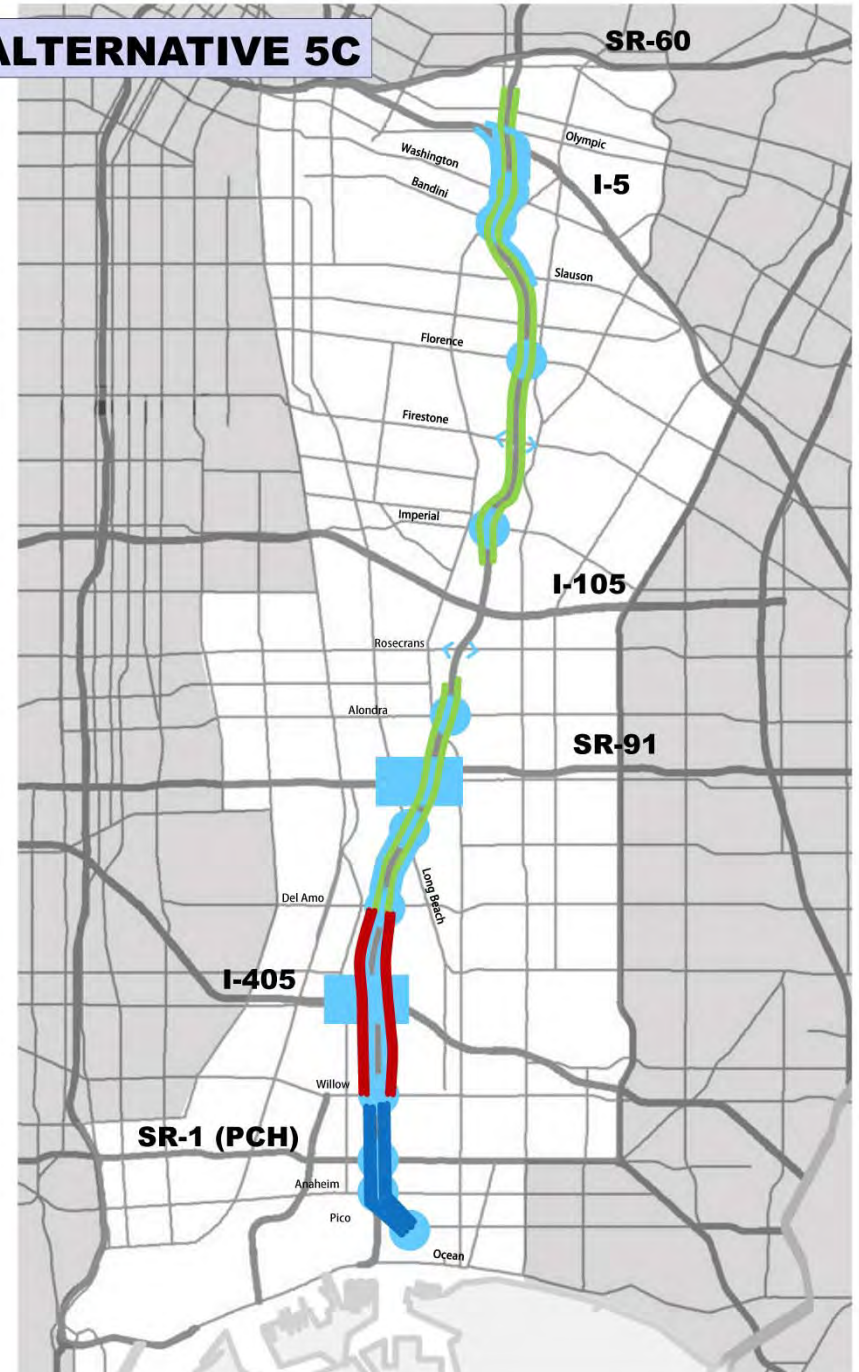 ALTERNATIVE 5C
SR-60
Olympic
Washington
I-5
Bandini
Slauson
Florence
Firestone
Imperial
I-105
Rosecrans
Alondra
SR-91
Long Beach
Del Amo
I-405
Willow
SR-1 (PCH)
Anaheim
Pico
Ocean